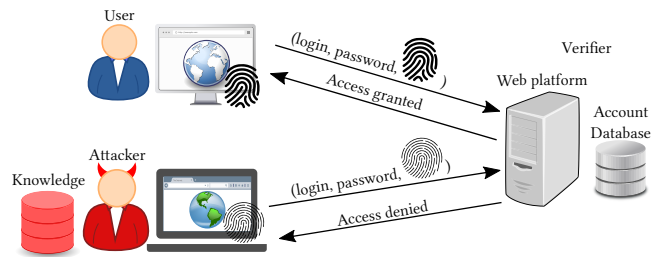 User
(login, password, )
Access granted
Verifier
Web platform
Account
Database
Attacker
Knowledge
(login, password, )
Access denied